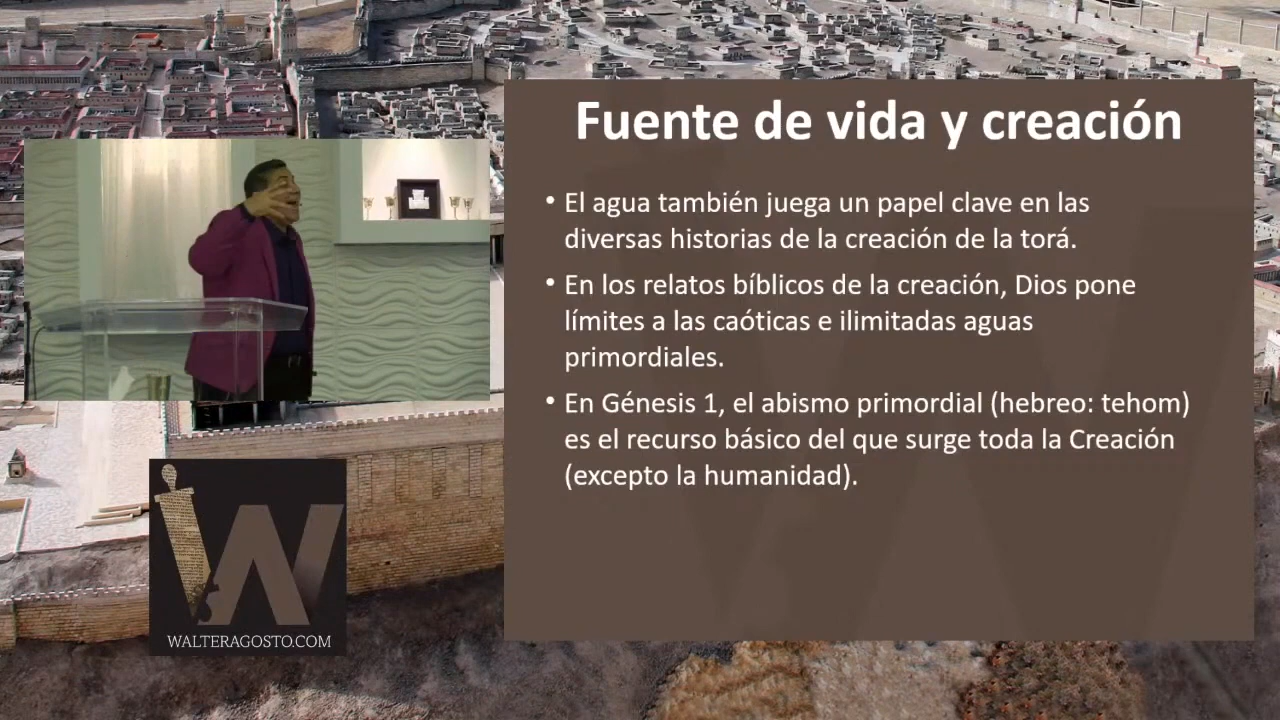 Fuente de vida y creación
• El agua también juega un papel clave en las
diversas historias de la creación de la torá.
• En los relatos bíblicos de la creación, Dios pone
límites a las caóticas e ilimitadas aguas
primordiales.
• En Génesis 1, el abismo primordial (hebreo: tehom)
es el recurso básico del que surge toda la Creación
(excepto la humanidad).
W
WALTERAGOSTO.COM